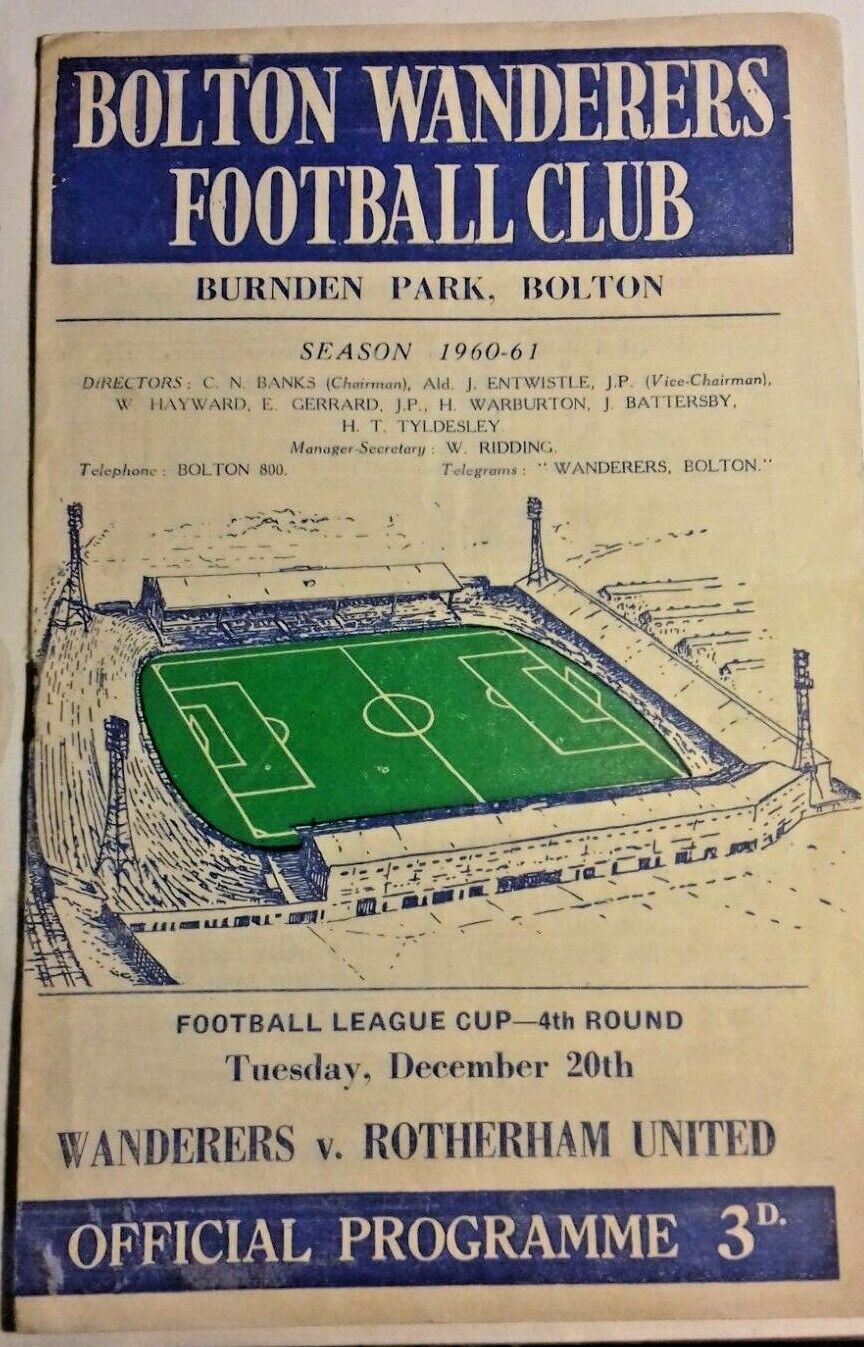 BOLTON WANDERERS
FOOTBALL CLUB
BURNDEN PARK, BOLTON
SEASON 1960-61
DIRECTORS: C. N. BANKS (Chairman), Ald. J. ENTWISTLE, J.P. (Vice-Chairman),
W. HAYWARD, E. GERRARD, J.P., H. WARBURTON, J. BATTERSBY,
H. T. TYLDESLEY.
Manager-Secretary: W. RIDDING.
Telephone: BOLTON 800. Telegrams: "WANDERERS, BOLTON."
FOOTBALL LEAGUE CUP—4th ROUND
Tuesday, December 20th
WANDERERS v. ROTHERHAM UNITED
OFFICIAL PROGRAMME 3D.